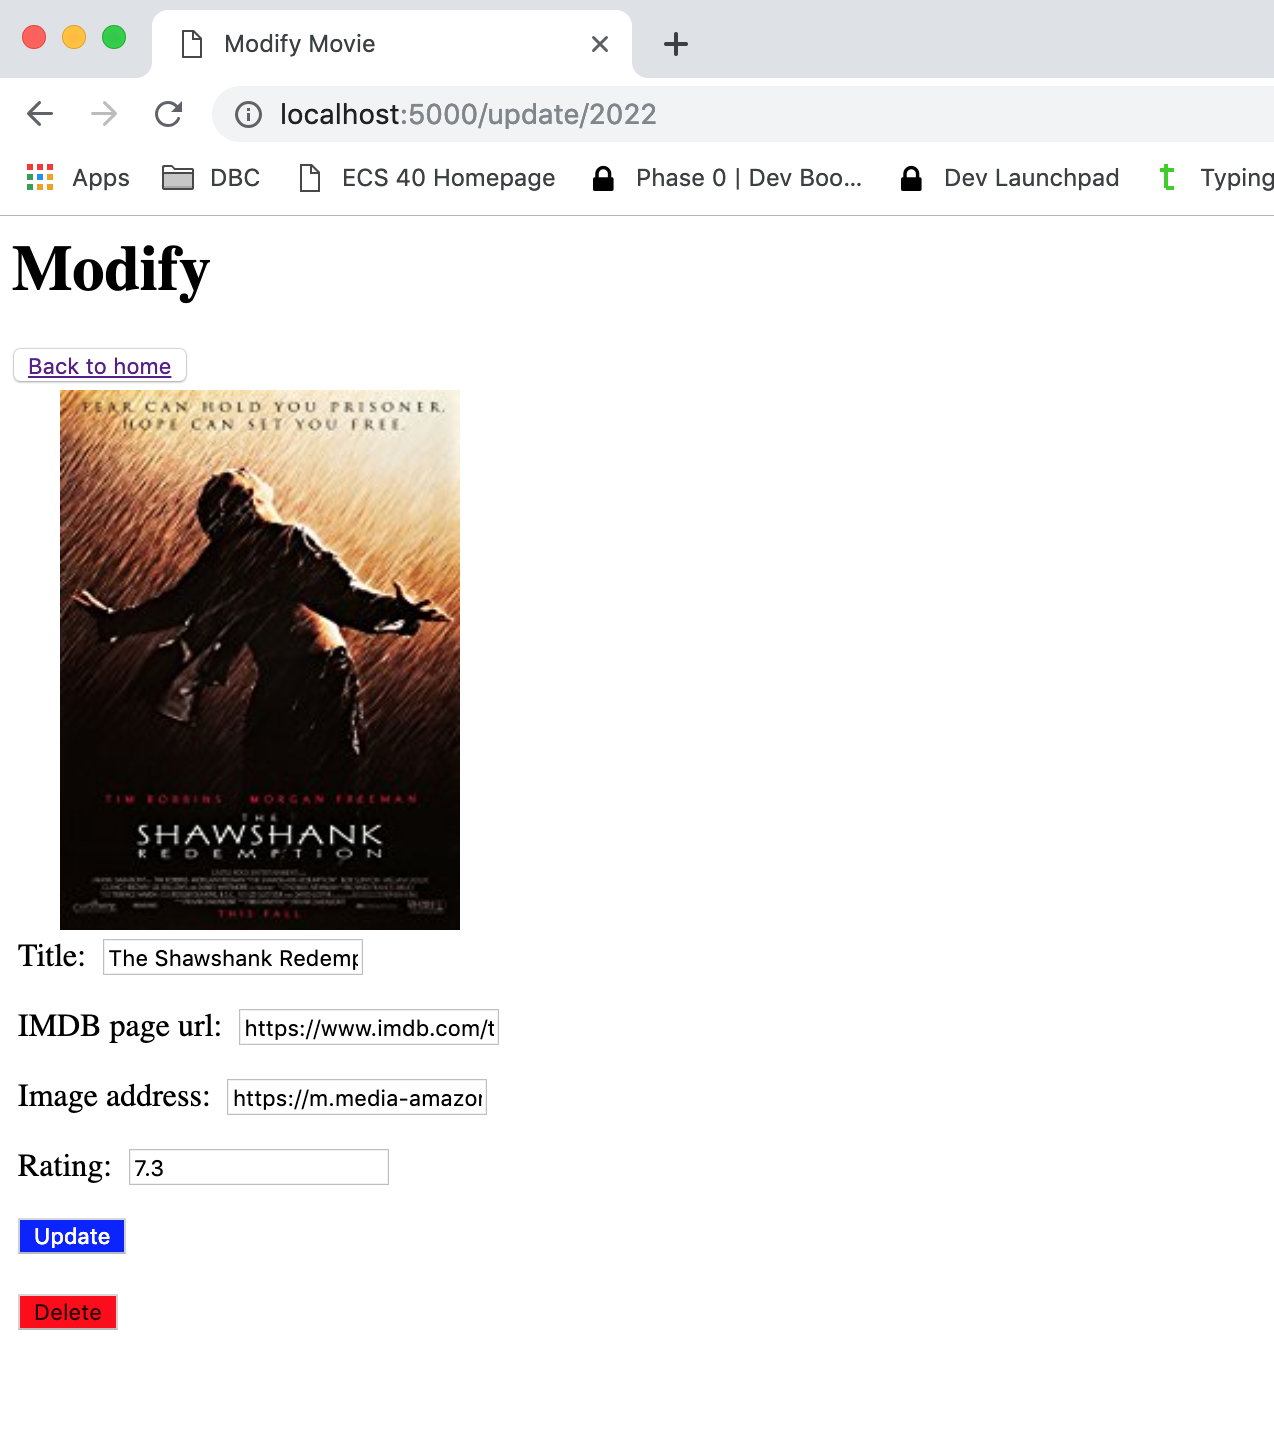 Modify Movie
localhost:5000/update/2022
Apps DBC ECS 40 Homepage Phase 0 | Dev Boo... Dev Launchpad Typing
Modify
Back to home
FEAR CAN HOLD YOU PRISONER.
HOPE CAN SET YOU FREE.
TIM ROBBINS MORGAN FREEMAN
THE
SHAWSHANK
REDEMPTION
THIS FALL
Title: The Shawshank Redemp
IMDB page url: https://www.imdb.com/t
Image address: https://m.media-amazon
Rating: 7.3
Update
Delete